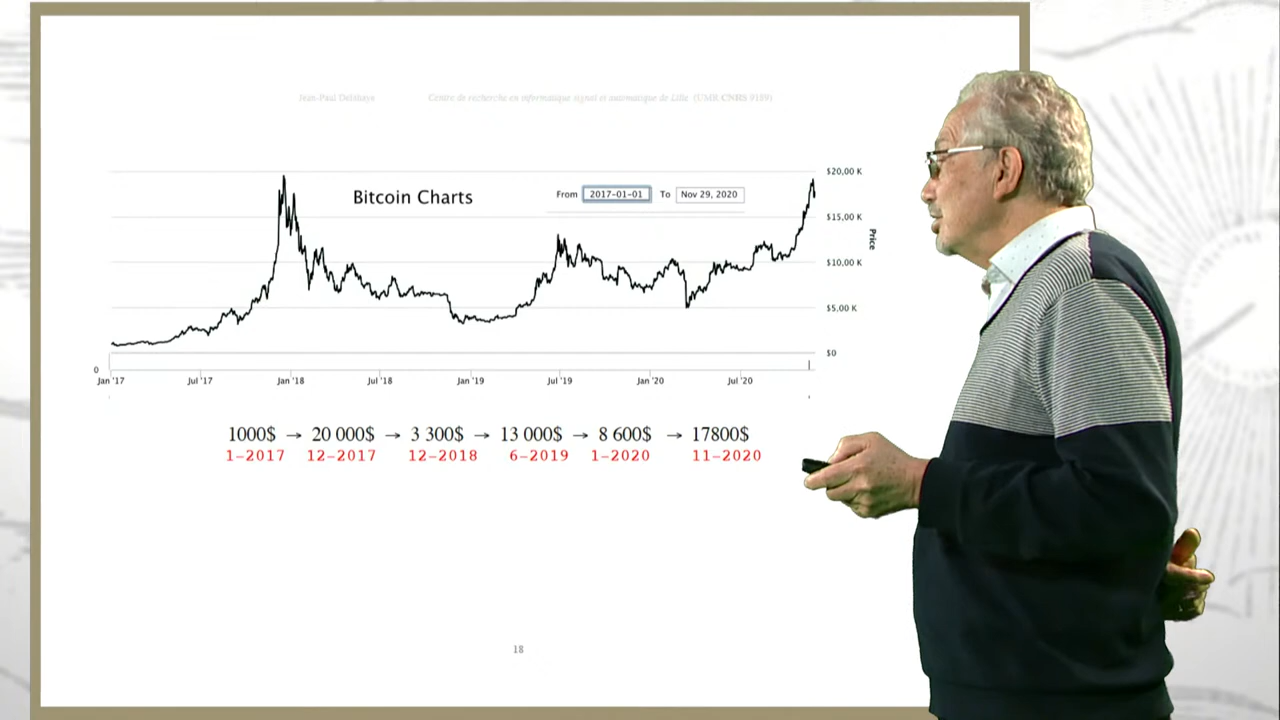 Jean-Paul Delahaye Centre de recherche en informatique signal et automatique de Lille (UMR CNRS 9189)
$20,00 K
Bitcoin Charts From 2017-01-01 To Nov 29, 2020
$15,00 K
Price
$10,00 K
$5,00 K
$0
0
Jan '17 Jul '17 Jan '18 Jul '18 Jan '19 Jul '19 Jan '20 Jul '20
1000$ → 20 000$ → 3 300$ → 13 000$ → 8 600$ → 17800$
1-2017 12-2017 12-2018 6-2019 1-2020 11-2020
18